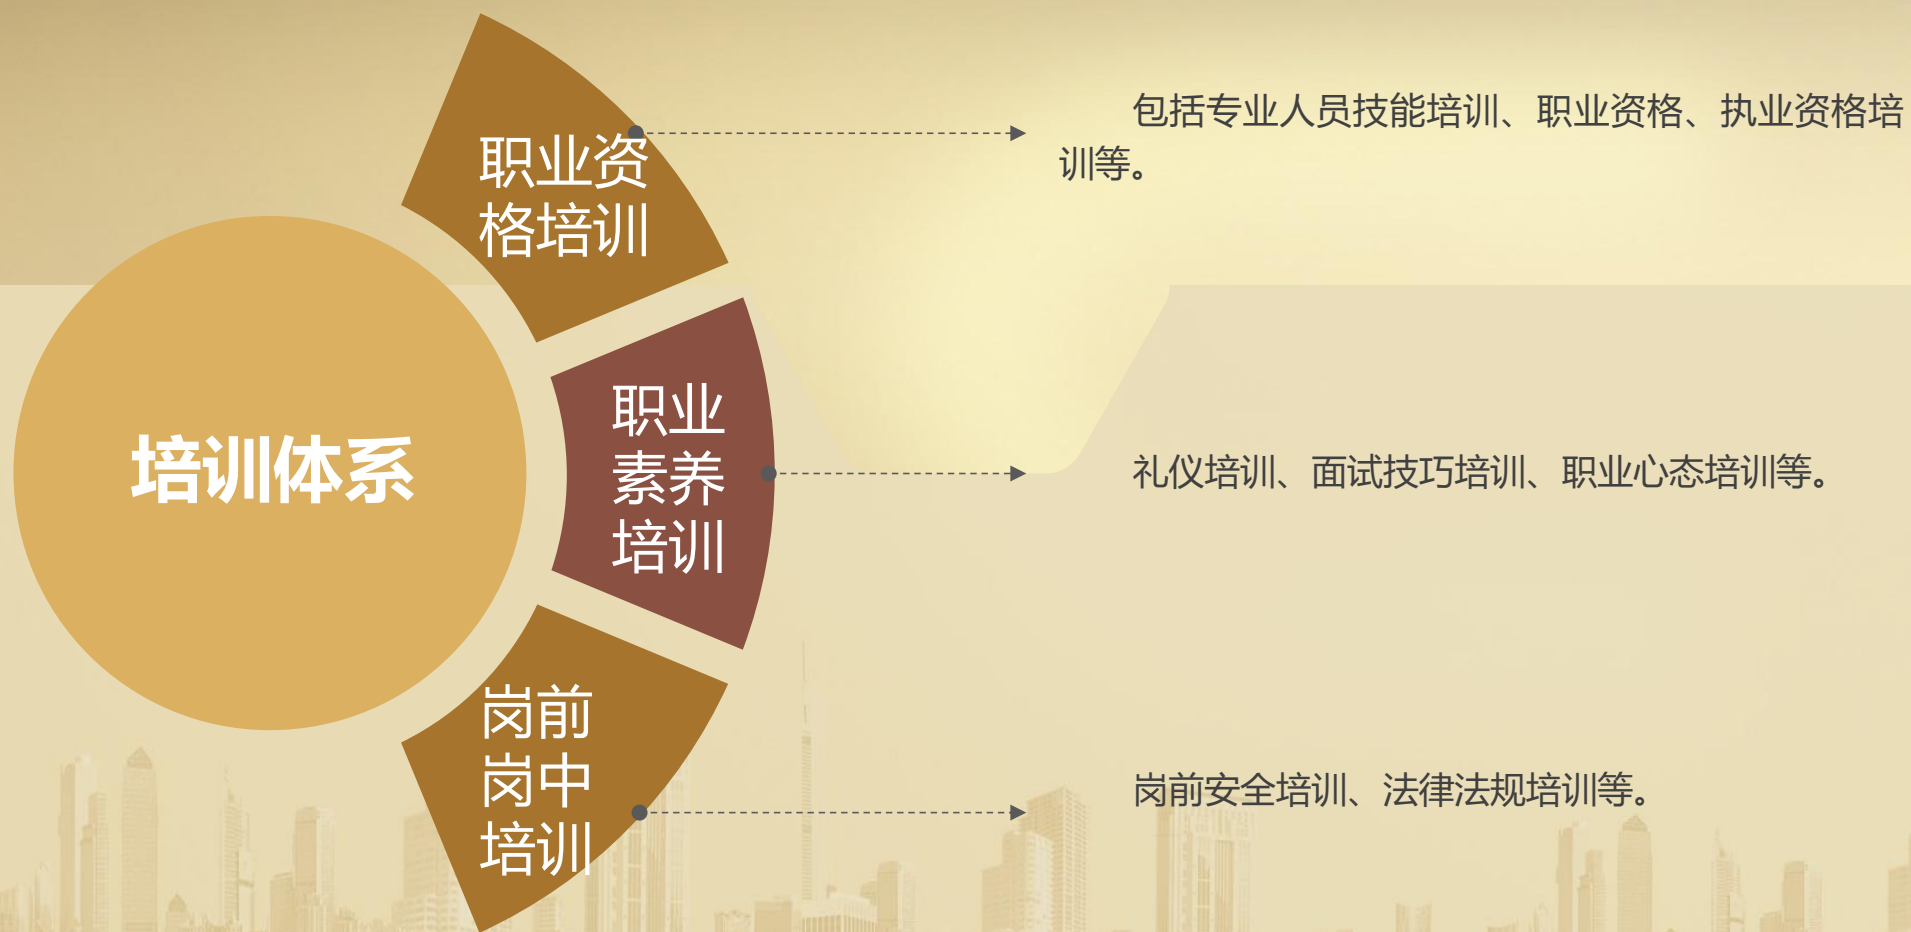 培训体系
职业资
格培训
包括专业人员技能培训、职业资格、执业资格培
训等。
职业
素养
培训
礼仪培训、面试技巧培训、职业心态培训等。
岗前
岗中
培训
岗前安全培训、法律法规培训等。